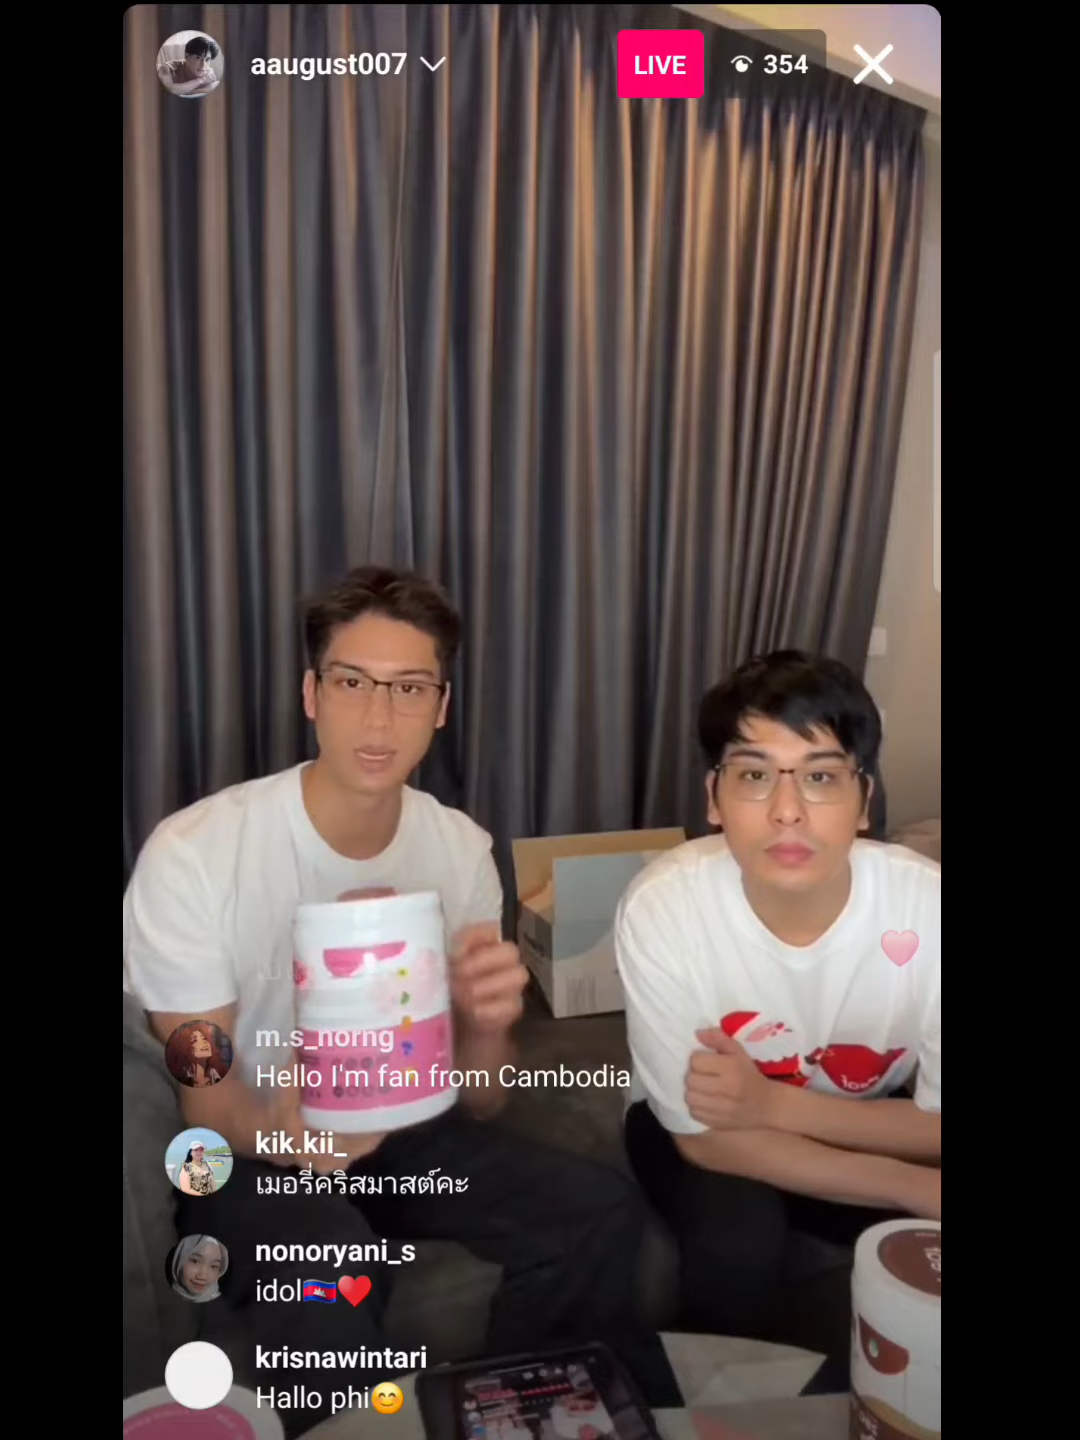 aaugust007
LIVE
354
m.s_norng
Hello I'm fan from Cambodia
kik.kii_
เมอรี่คริสมาสต์คะ
nonoryani_s
idol🇰🇭❤️
krisnawintari
Hallo phi😊